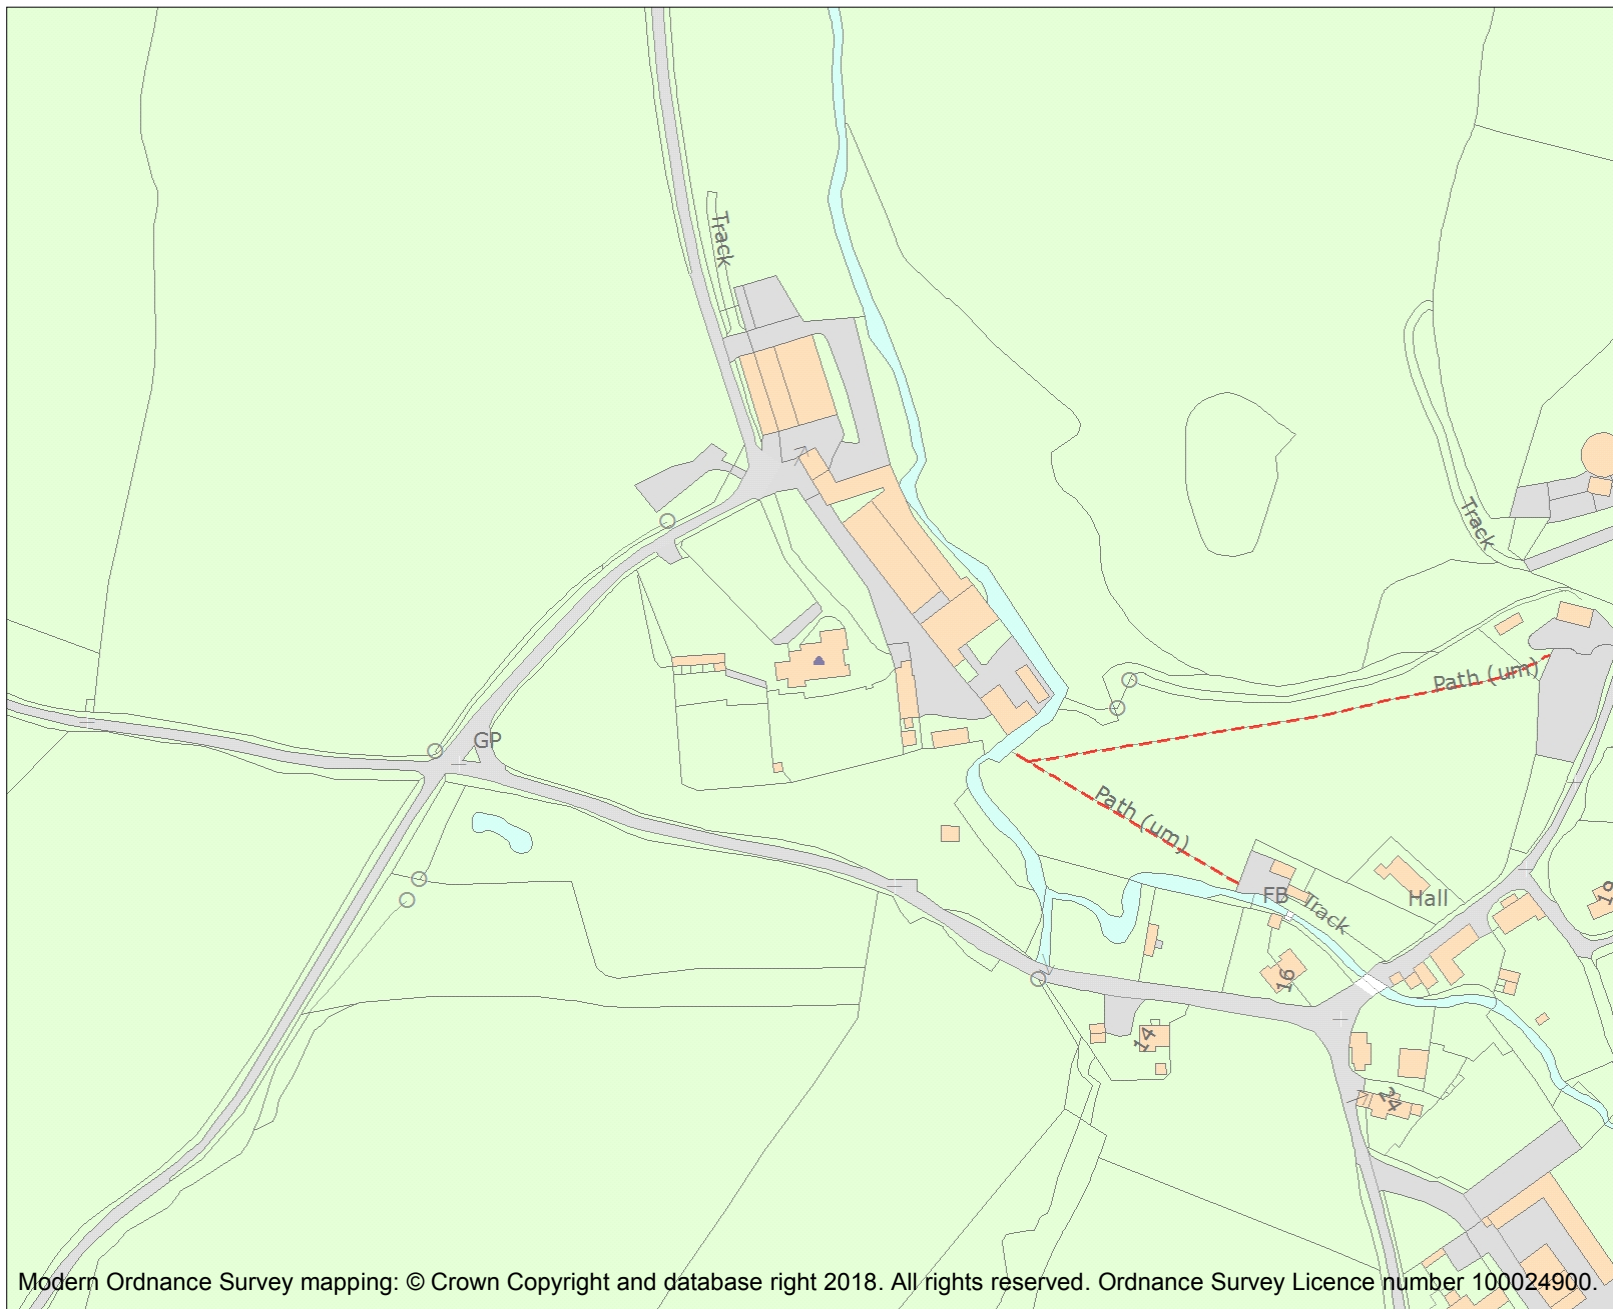 Track
Track
Path (um)
GP
Path (um)
FB
Track
Hall
19
16
14
24
Modern Ordnance Survey mapping: © Crown Copyright and database right 2018. All rights reserved. Ordnance Survey Licence number 100024900.